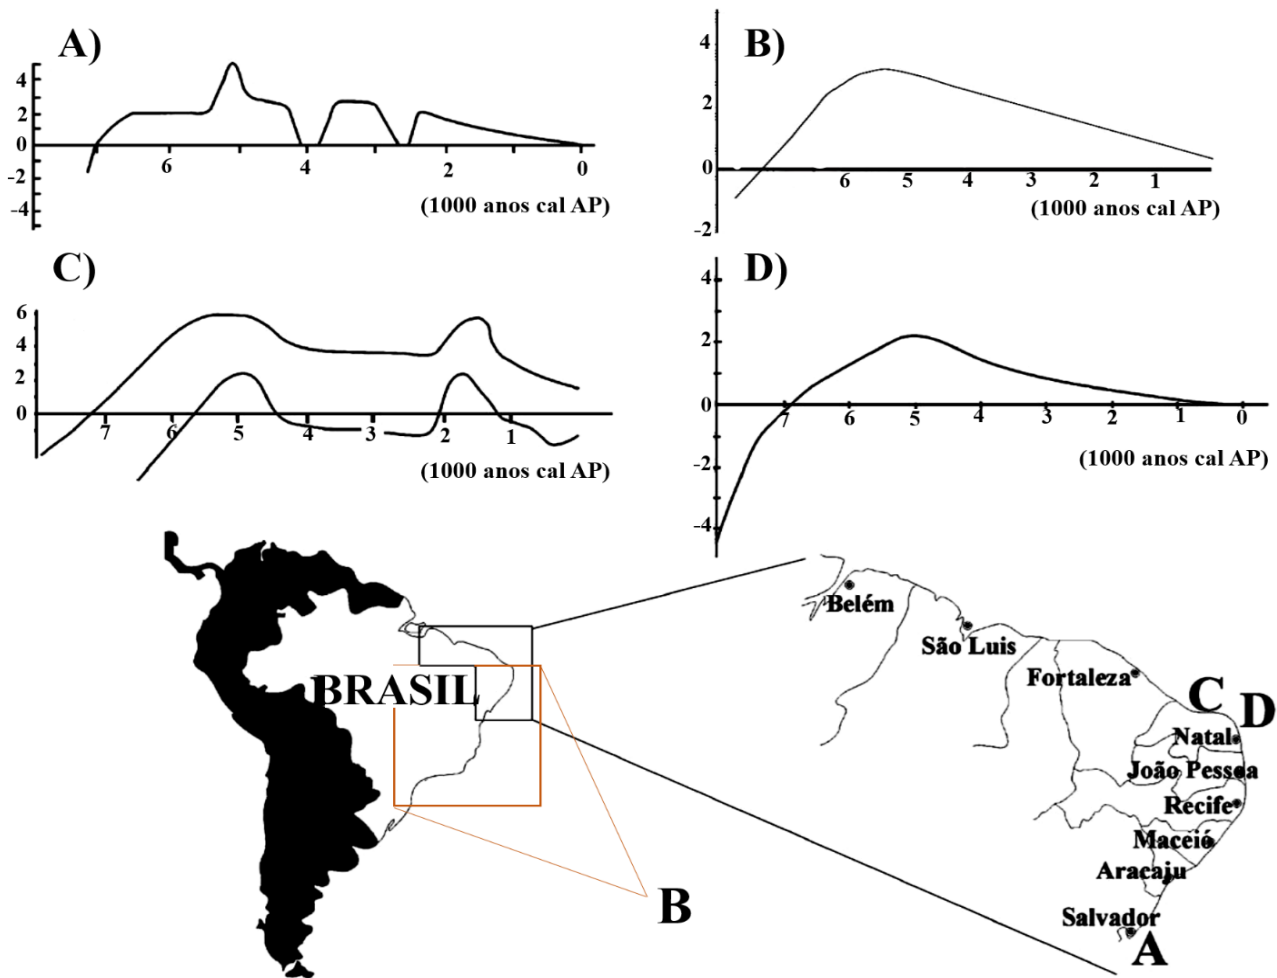 A)
4
2
0
-2
-4
6
5
4
2
0
(1000 anos cal AP)
B)
4
2
0
-2
6
5
4
3
2
1
(1000 anos cal AP)
C)
6
4
2
0
7
6
5
4
3
2
1
(1000 anos cal AP)
D)
4
2
0
-2
-4
7
6
5
4
3
2
1
0
(1000 anos cal AP)
BRASIL
B
Belém
São Luis
Fortaleza
C
D
Natal
João Pessoa
Recife
Maceió
Aracaju
Salvador
A